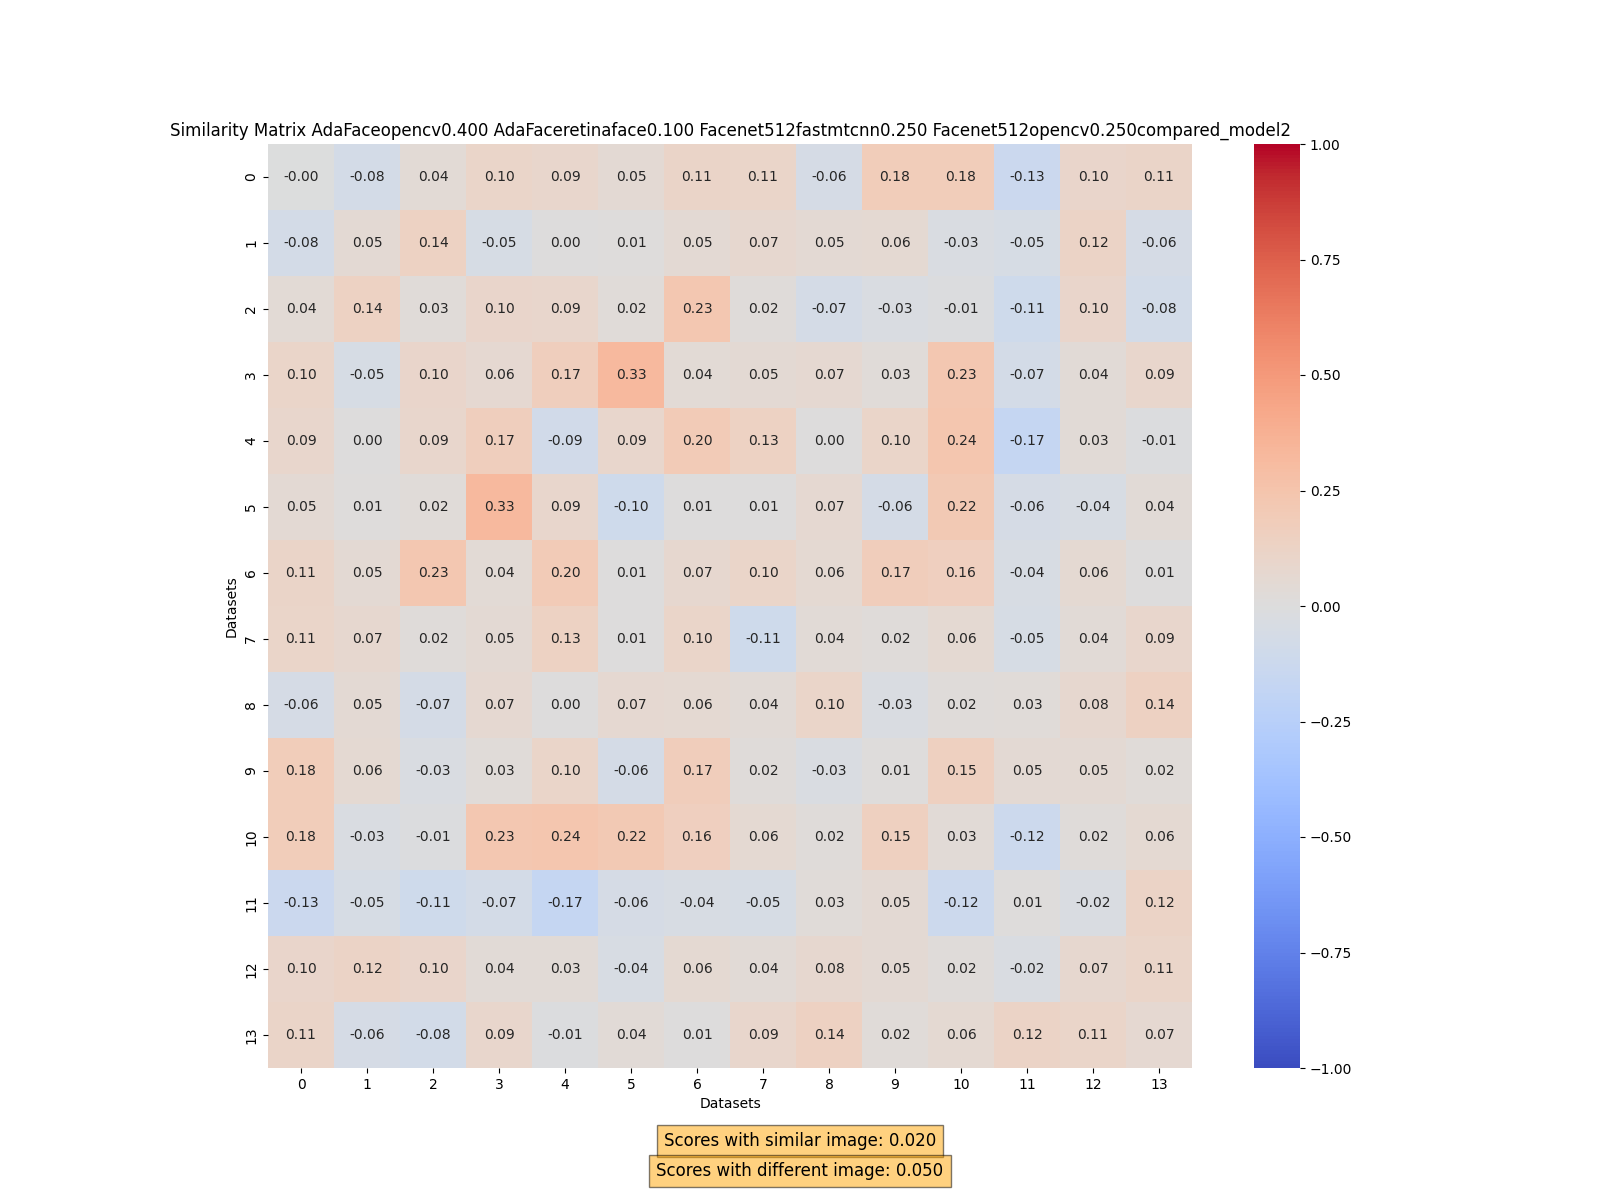 Similarity Matrix AdaFaceopencv0.400 AdaFaceretinaface0.100 Facenet512fastmtcnn0.250 Facenet512opencv0.250compared_model2
0 -0.00 -0.08 0.04 0.10 0.09 0.05 0.11 0.11 -0.06 0.18 0.18 -0.13 0.10 0.11
1 -0.08 0.05 0.14 -0.05 0.00 0.01 0.05 0.07 0.05 0.06 -0.03 -0.05 0.12 -0.06
2 0.04 0.14 0.03 0.10 0.09 0.02 0.23 0.02 -0.07 -0.03 -0.01 -0.11 0.10 -0.08
3 0.10 -0.05 0.10 0.06 0.17 0.33 0.04 0.05 0.07 0.03 0.23 -0.07 0.04 0.09
4 0.09 0.00 0.09 0.17 -0.09 0.09 0.20 0.13 0.00 0.10 0.24 -0.17 0.03 -0.01
5 0.05 0.01 0.02 0.33 0.09 -0.10 0.01 0.01 0.07 -0.06 0.22 -0.06 -0.04 0.04
6 0.11 0.05 0.23 0.04 0.20 0.01 0.07 0.10 0.06 0.17 0.16 -0.04 0.06 0.01
7 0.11 0.07 0.02 0.05 0.13 0.01 0.10 -0.11 0.04 0.02 0.06 -0.05 0.04 0.09
8 -0.06 0.05 -0.07 0.07 0.00 0.07 0.06 0.04 0.10 -0.03 0.02 0.03 0.08 0.14
9 0.18 0.06 -0.03 0.03 0.10 -0.06 0.17 0.02 -0.03 0.01 0.15 0.05 0.05 0.02
10 0.18 -0.03 -0.01 0.23 0.24 0.22 0.16 0.06 0.02 0.15 0.03 -0.12 0.02 0.06
11 -0.13 -0.05 -0.11 -0.07 -0.17 -0.06 -0.04 -0.05 0.03 0.05 -0.12 0.01 -0.02 0.12
12 0.10 0.12 0.10 0.04 0.03 -0.04 0.06 0.04 0.08 0.05 0.02 -0.02 0.07 0.11
13 0.11 -0.06 -0.08 0.09 -0.01 0.04 0.01 0.09 0.14 0.02 0.06 0.12 0.11 0.07
0 1 2 3 4 5 6 7 8 9 10 11 12 13
Datasets
Datasets
1.00
0.75
0.50
0.25
0.00
−0.25
−0.50
−0.75
−1.00
Scores with similar image: 0.020
Scores with different image: 0.050